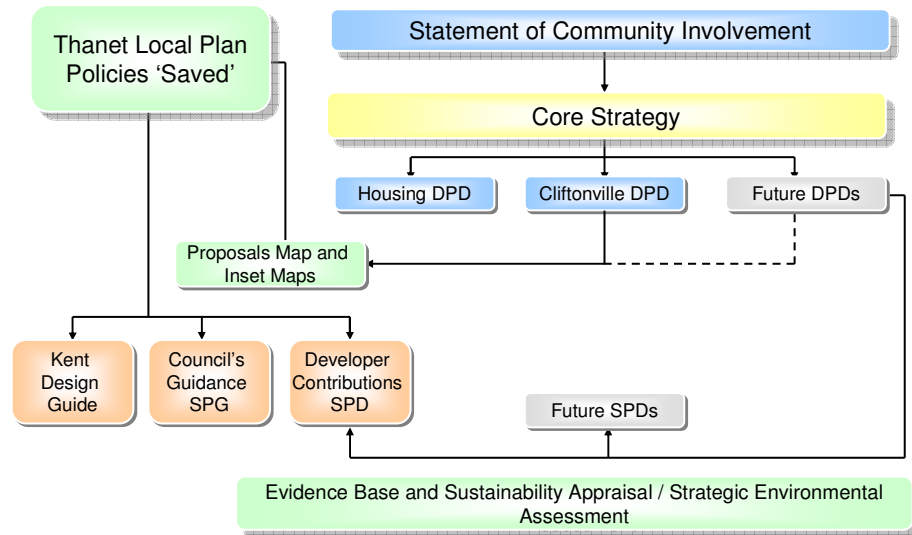 Thanet Local Plan
Policies ‘Saved’
Statement of Community Involvement
Core Strategy
Housing DPD
Cliftonville DPD
Future DPDs
Proposals Map and
Inset Maps
Kent
Design
Guide
Council’s
Guidance
SPG
Developer
Contributions
SPD
Future SPDs
Evidence Base and Sustainability Appraisal / Strategic Environmental
Assessment